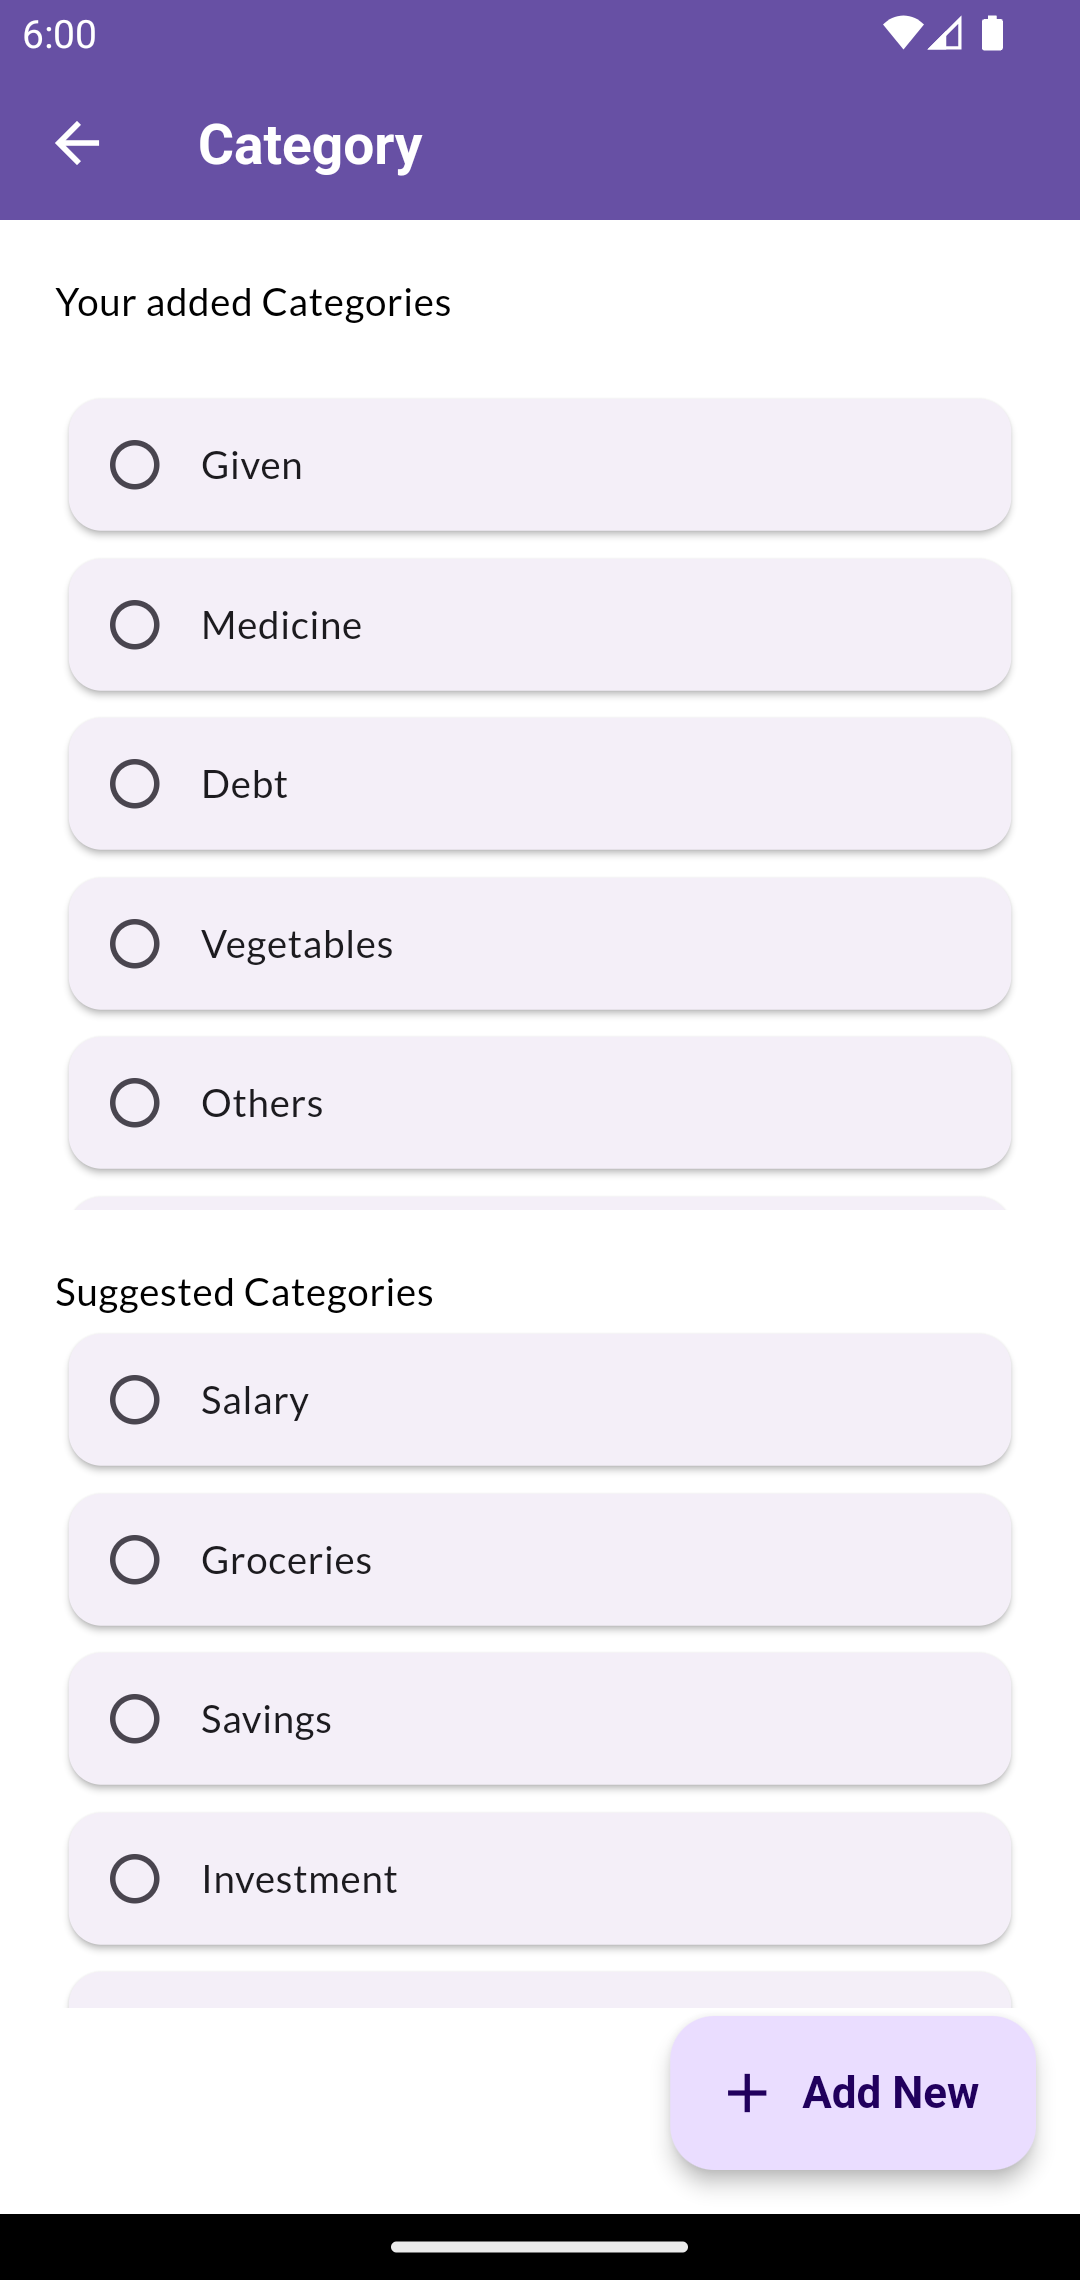 6:00
Category
Your added Categories
Given
Medicine
Debt
Vegetables
Others
Suggested Categories
Salary
Groceries
Savings
Investment
Add New